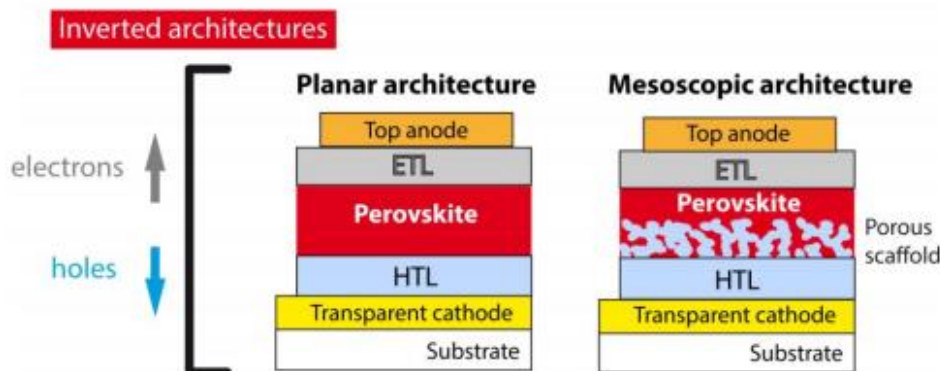 Inverted architectures
Planar architecture
Top anode
ETL
Perovskite
HTL
Transparent cathode
Substrate
Mesoscopic architecture
Top anode
ETL
Perovskite
HTL
Transparent cathode
Substrate
Porous
scaffold
electrons
holes